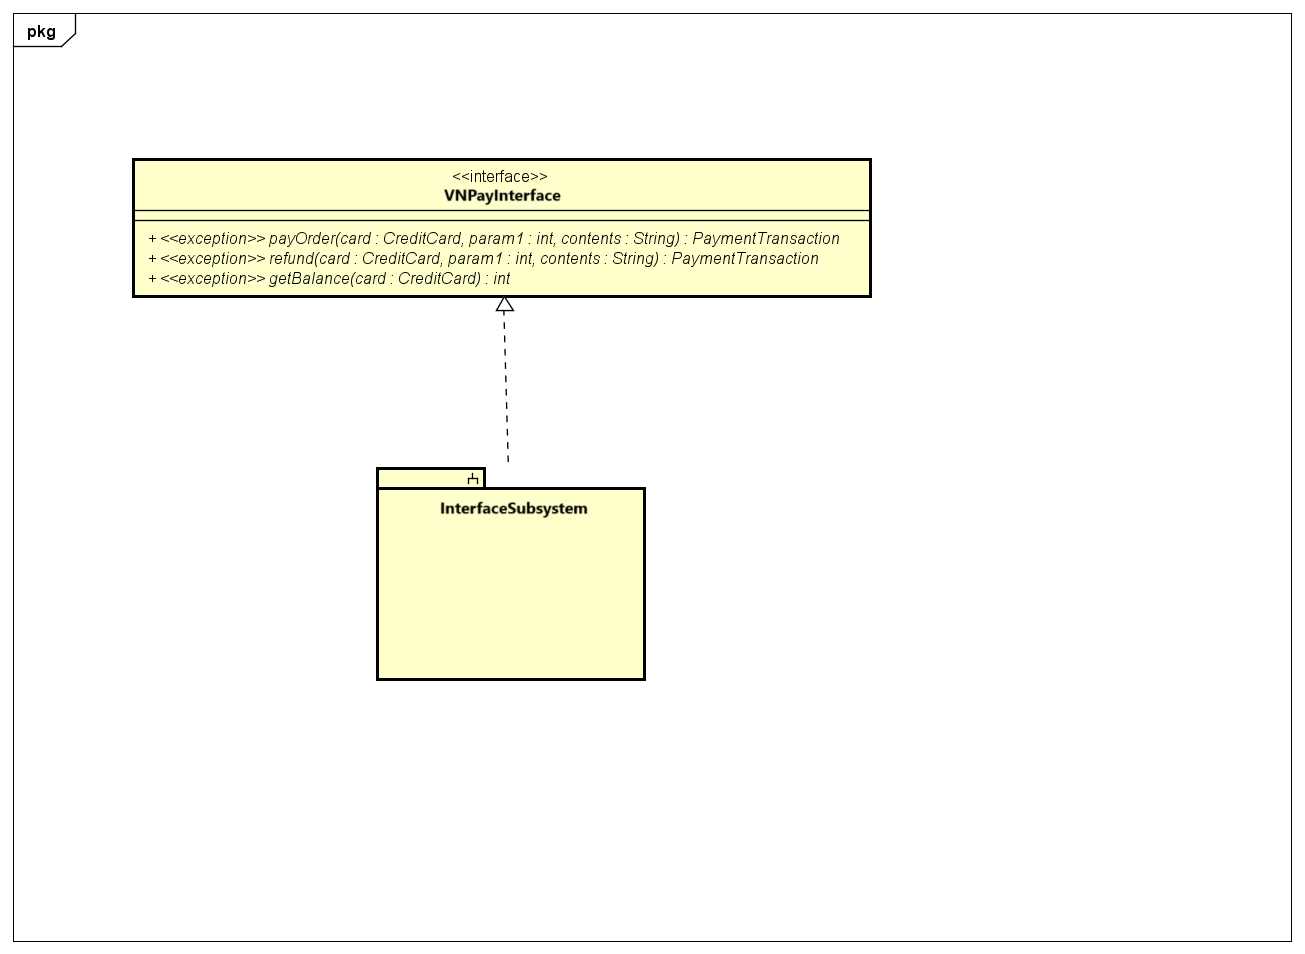 pkg
<<interface>>
VNPayInterface
+ <<exception>> payOrder(card : CreditCard, param1 : int, contents : String) : PaymentTransaction
+ <<exception>> refund(card : CreditCard, param1 : int, contents : String) : PaymentTransaction
+ <<exception>> getBalance(card : CreditCard) : int
InterfaceSubsystem